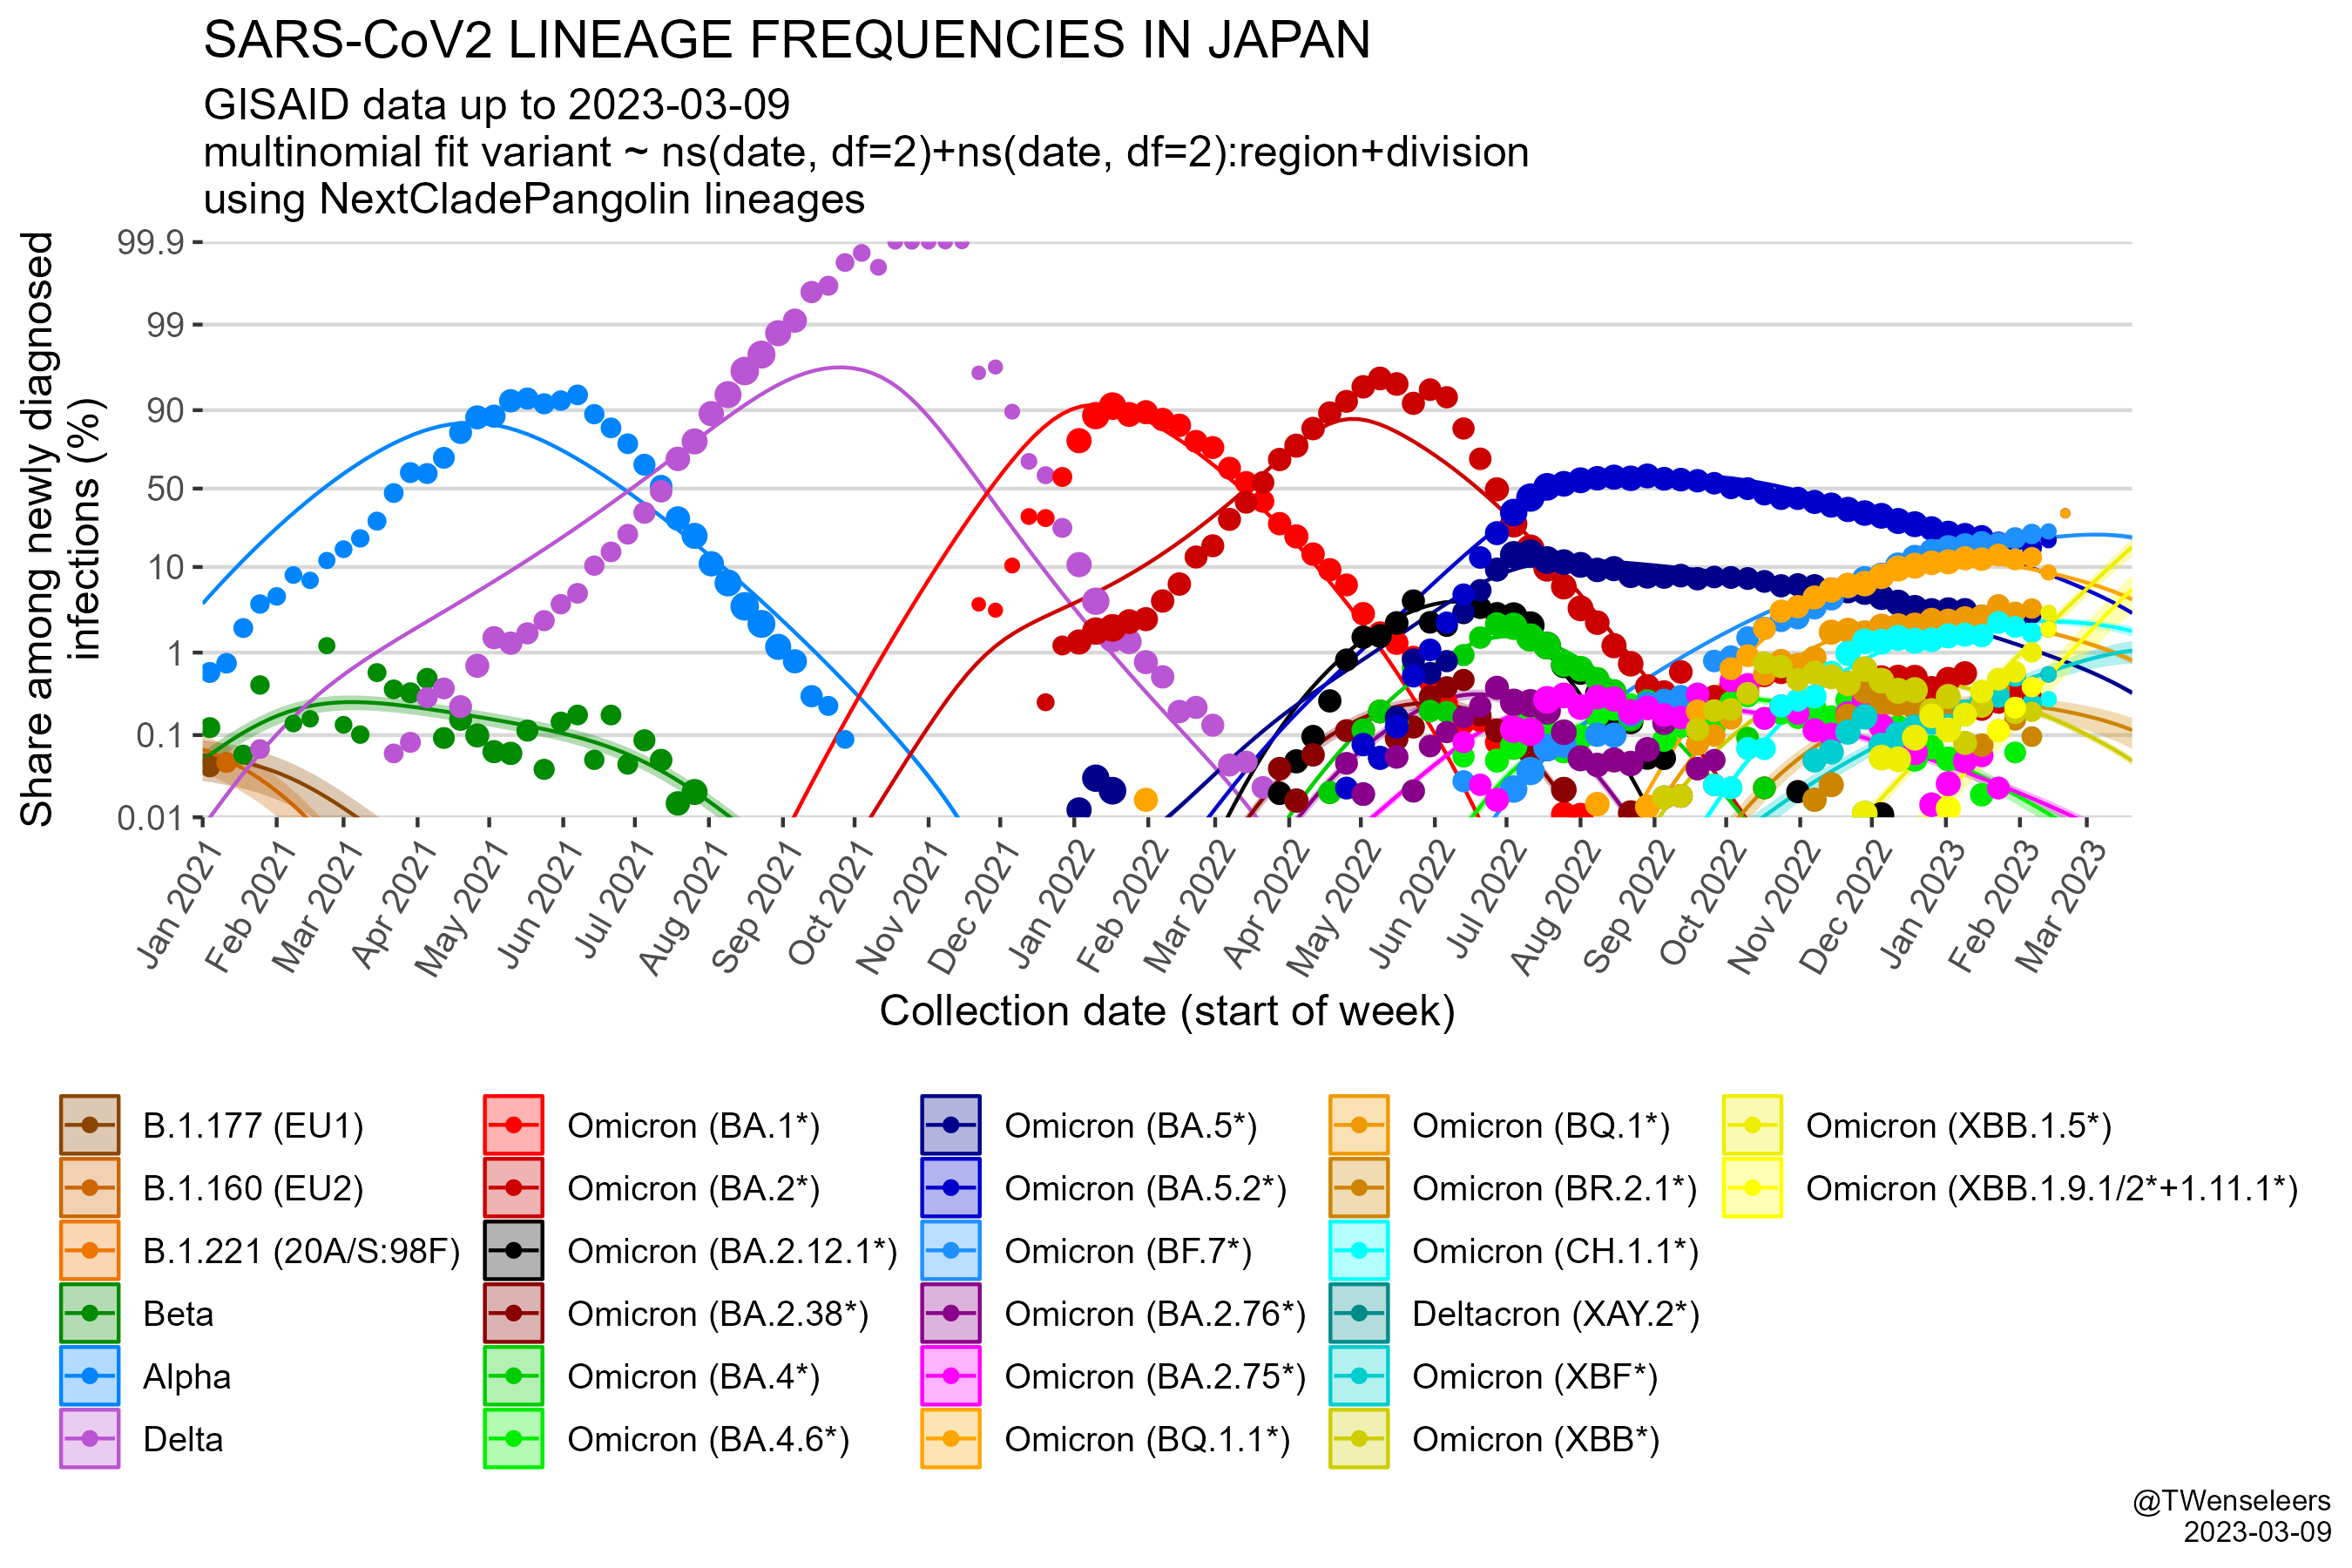 SARS-CoV2 LINEAGE FREQUENCIES IN JAPAN
GISAID data up to 2023-03-09
multinomial fit variant ~ ns(date, df=2)+ns(date, df=2):region+division
using NextCladePangolin lineages
Share among newly diagnosed
infections (%)
99.9
99
90
50
10
1
0.1
0.01
Jan 2021
Feb 2021
Mar 2021
Apr 2021
May 2021
Jun 2021
Jul 2021
Aug 2021
Sep 2021
Oct 2021
Nov 2021
Dec 2021
Jan 2022
Feb 2022
Mar 2022
Apr 2022
May 2022
Jun 2022
Jul 2022
Aug 2022
Sep 2022
Oct 2022
Nov 2022
Dec 2022
Jan 2023
Feb 2023
Mar 2023
Collection date (start of week)
B.1.177 (EU1)
B.1.160 (EU2)
B.1.221 (20A/S:98F)
Beta
Alpha
Delta
Omicron (BA.1*)
Omicron (BA.2*)
Omicron (BA.2.12.1*)
Omicron (BA.2.38*)
Omicron (BA.4*)
Omicron (BA.4.6*)
Omicron (BA.5*)
Omicron (BA.5.2*)
Omicron (BF.7*)
Omicron (BA.2.76*)
Omicron (BA.2.75*)
Omicron (BQ.1.1*)
Omicron (BQ.1*)
Omicron (BR.2.1*)
Omicron (CH.1.1*)
Deltacron (XAY.2*)
Omicron (XBF*)
Omicron (XBB*)
Omicron (XBB.1.5*)
Omicron (XBB.1.9.1/2*+1.11.1*)
@TWenseleers
2023-03-09